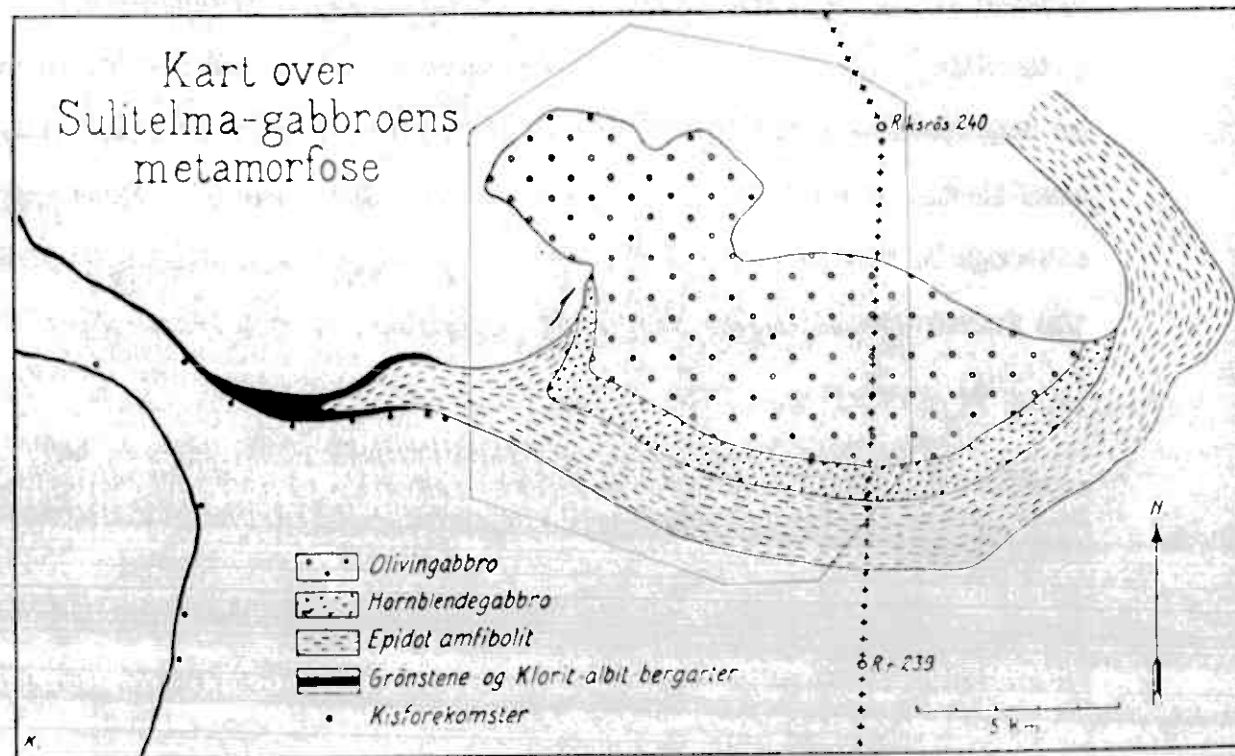 Kart over
Sulitelma-gabbroens
metamorfose
Riksrös 240
N
Olivingabbro
Hornblendegabbro
Epidot amfibolit
Grönstene og Klorit-albit bergarter
Kisforekomster
R r 239
5 Km
K.